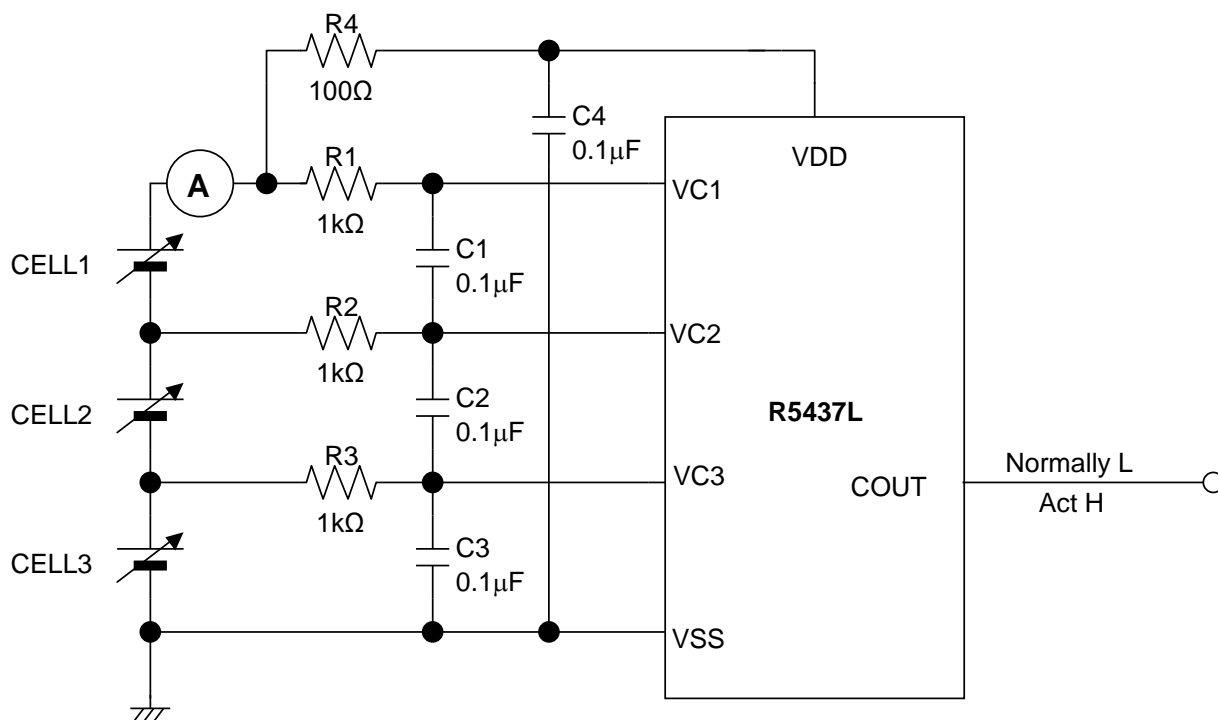 R4
100Ω
C4
0.1μF
VDD
A
R1
1kΩ
VC1
CELL1
C1
0.1μF
R2
1kΩ
VC2
CELL2
C2
0.1μF
R5437L
R3
1kΩ
VC3
COUT
Normally L
Act H
CELL3
C3
0.1μF
VSS